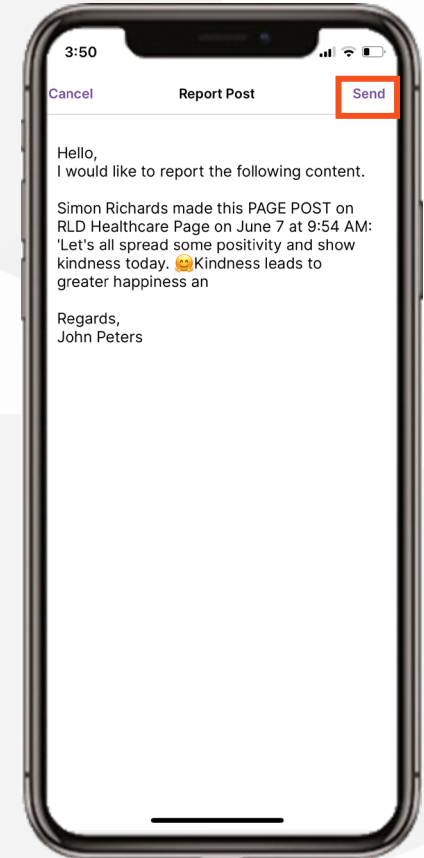 3:50
Cancel Report Post Send
Hello,
I would like to report the following content.
Simon Richards made this PAGE POST on
RLD Healthcare Page on June 7 at 9:54 AM:
'Let's all spread some positivity and show
kindness today. 🤗Kindness leads to
greater happiness an
Regards,
John Peters